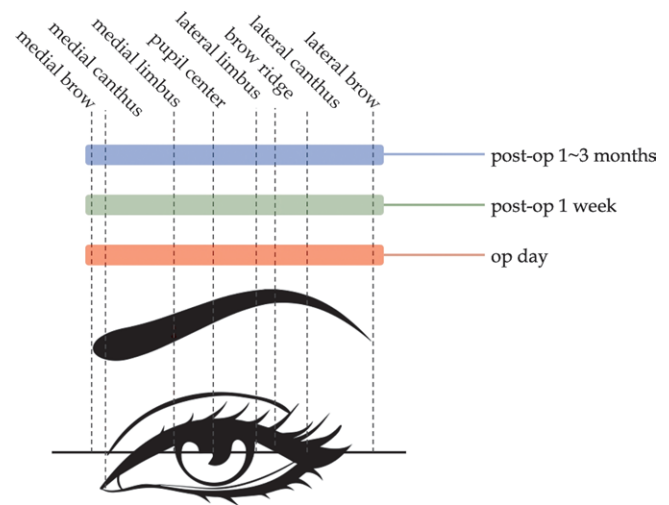 medial brow
medial canthus
medial limbus
pupil center
lateral limbus
brow ridge
lateral canthus
lateral brow
post-op 1~3 months
post-op 1 week
op day